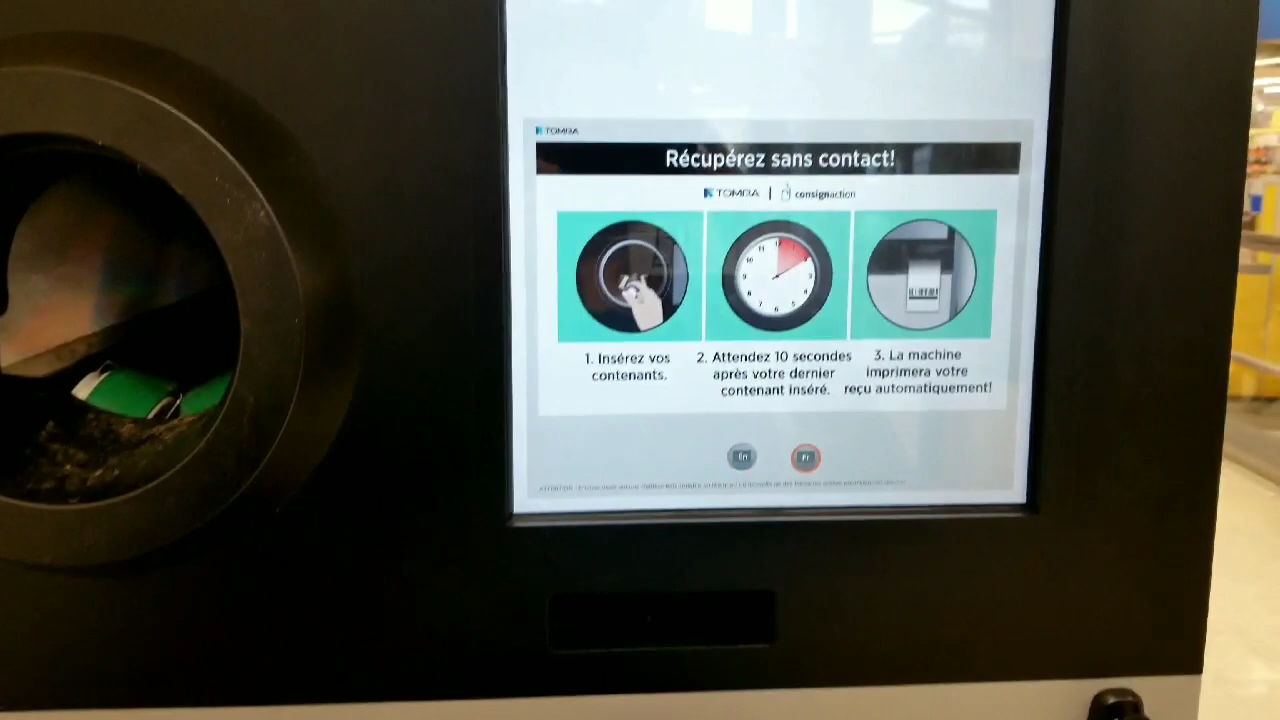 TOMRA
Récupérez sans contact!
TOMRA | consignaction
1. Insérez vos
contenants.
2. Attendez 10 secondes
après votre dernier
contenant inséré.
3. La machine
imprimera votre
reçu automatiquement!
En
Fr